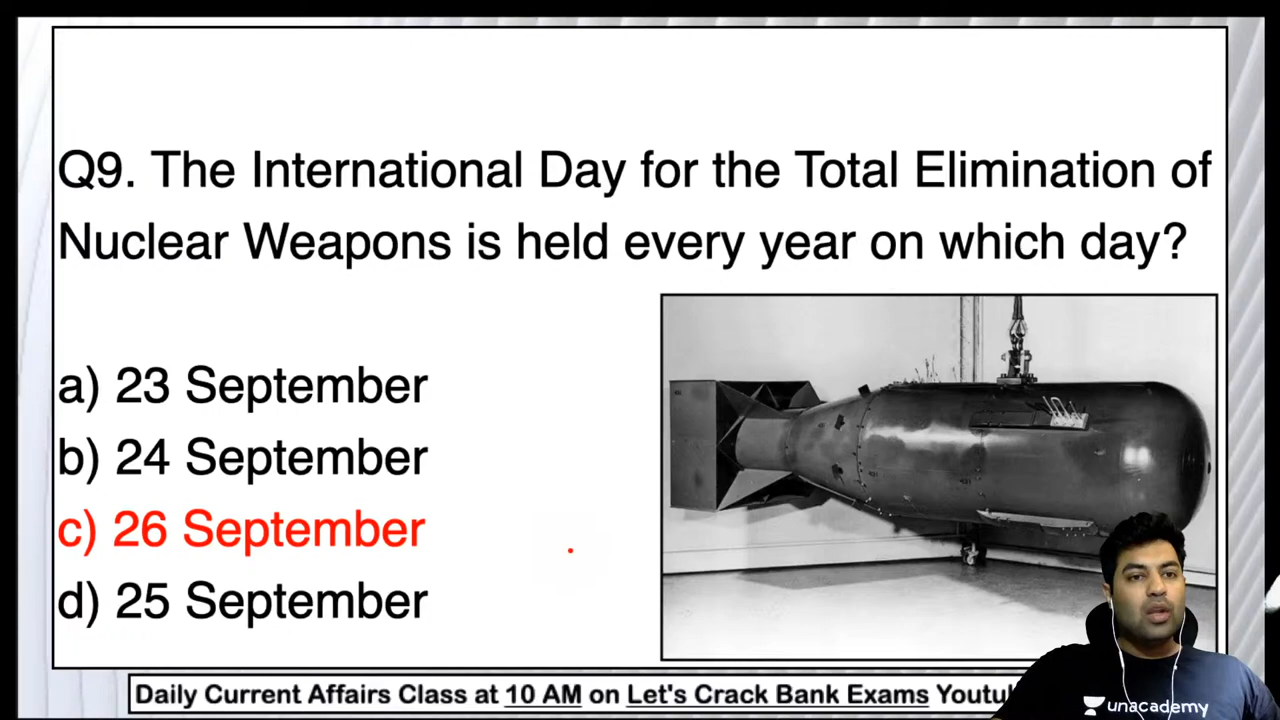 Q9. The International Day for the Total Elimination of
Nuclear Weapons is held every year on which day?
a) 23 September
b) 24 September
c) 26 September
d) 25 September
Daily Current Affairs Class at 10 AM on Let's Crack Bank Exams
unacademy